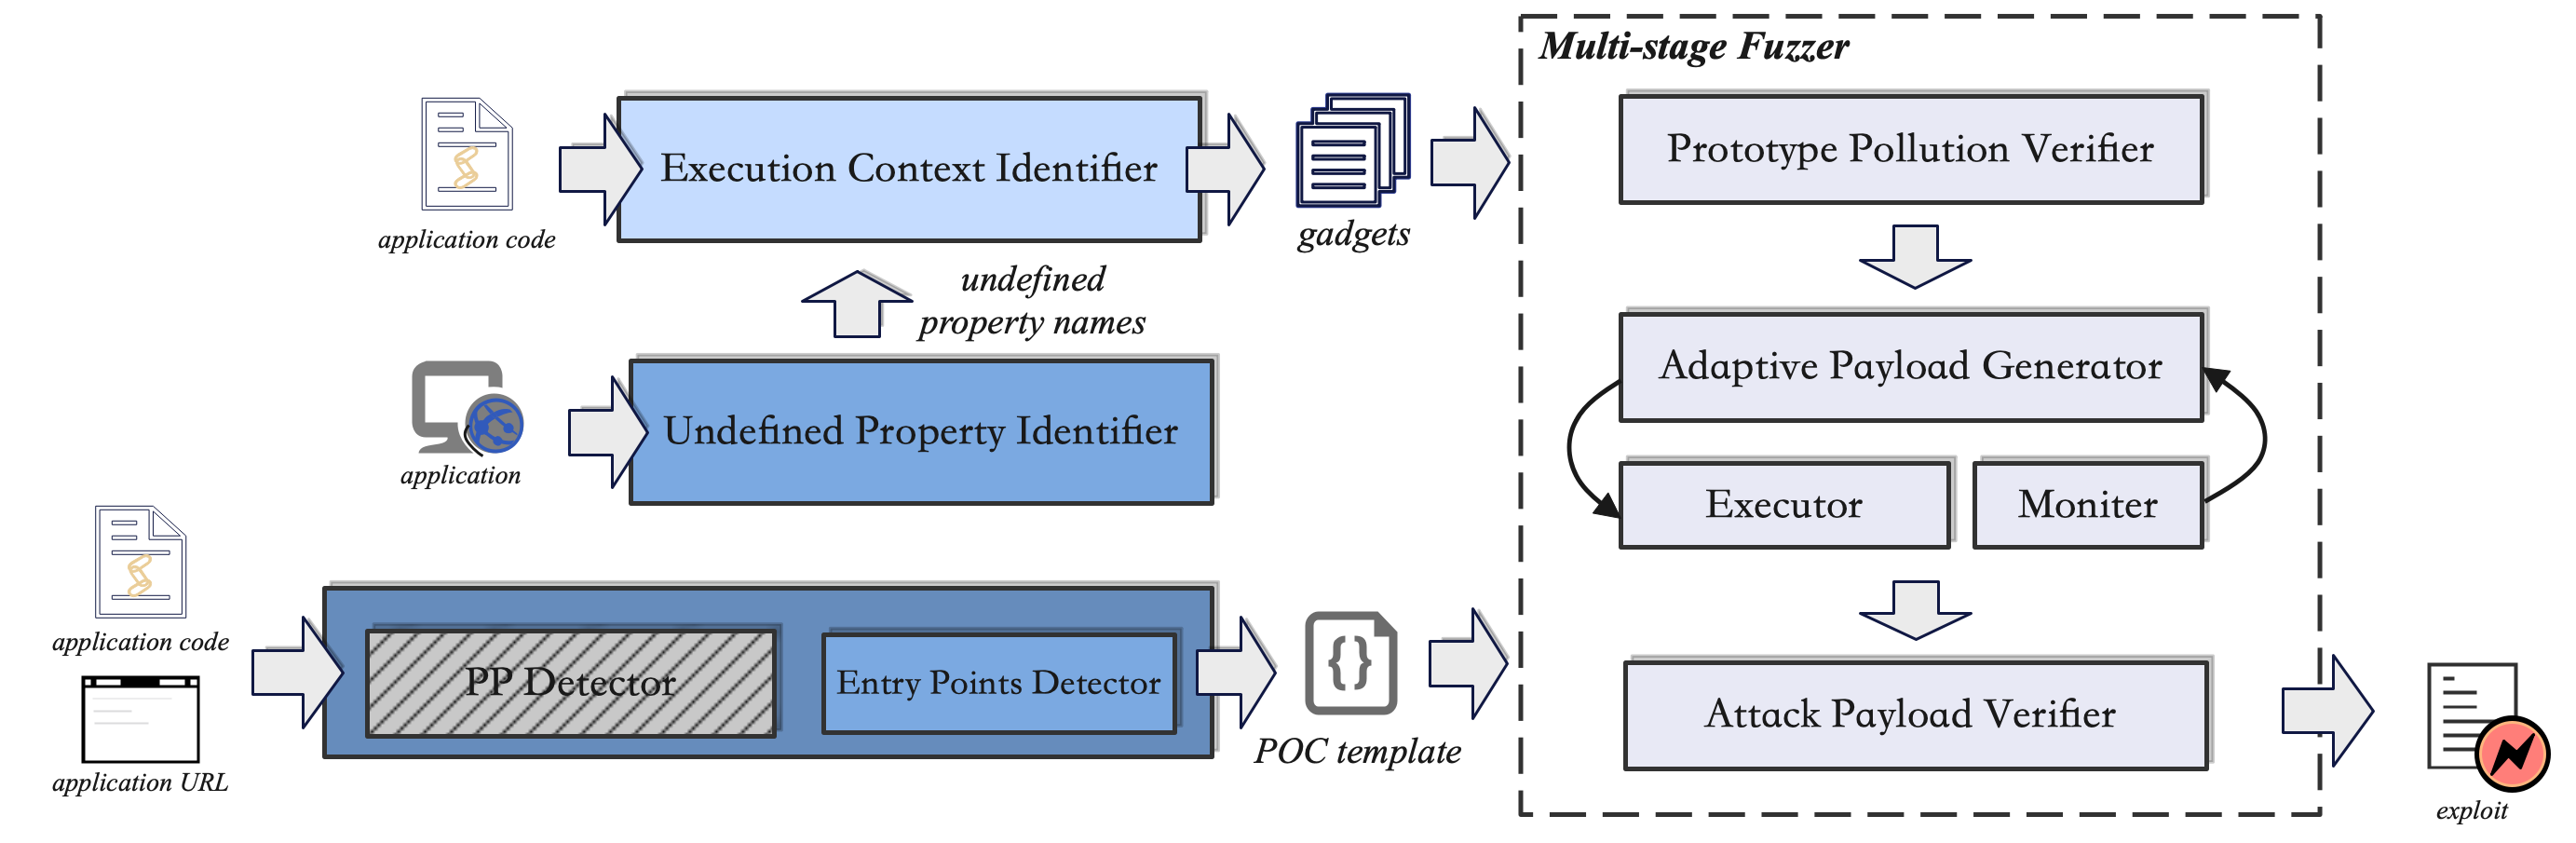 Multi-stage Fuzzer
application code
Execution Context Identifier
gadgets
Prototype Pollution Verifier
undefined
property names
application
Undefined Property Identifier
Adaptive Payload Generator
Executor
Moniter
application code
application URL
PP Detector
Entry Points Detector
{}
POC template
Attack Payload Verifier
exploit